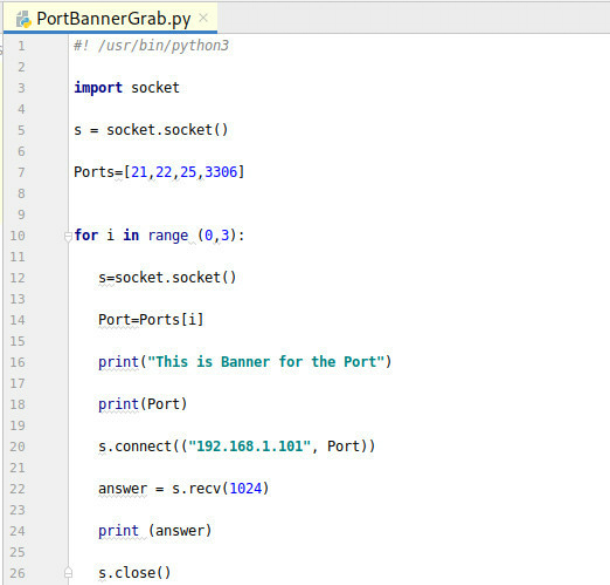 PortBannerGrab.py ×
1 #! /usr/bin/python3
2
3 import socket
4
5 s = socket.socket()
6
7 Ports=[21,22,25,3306]
8
9
10 for i in range (0,3):
11
12 s=socket.socket()
13
14 Port=Ports[i]
15
16 print("This is Banner for the Port")
17
18 print(Port)
19
20 s.connect(("192.168.1.101", Port))
21
22 answer = s.recv(1024)
23
24 print (answer)
25
26 s.close()